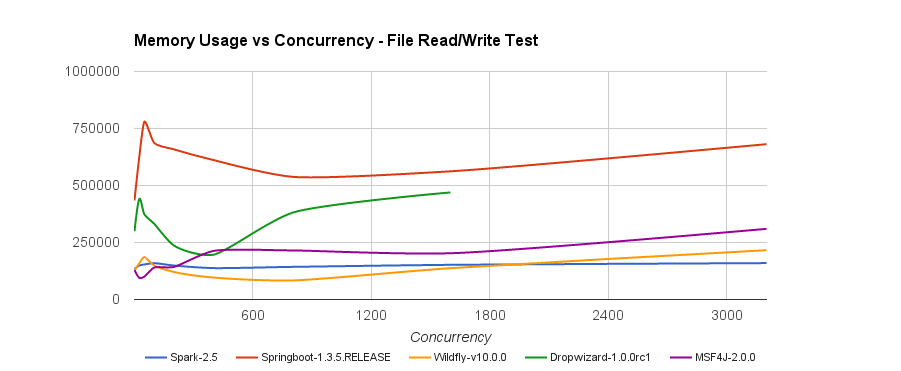 Memory Usage vs Concurrency - File Read/Write Test
1000000
750000
500000
250000
0
600 1200 1800 2400 3000
Concurrency
Spark-2.5 Springboot-1.3.5.RELEASE Wildfly-v10.0.0 Dropwizard-1.0.0rc1 MSF4J-2.0.0